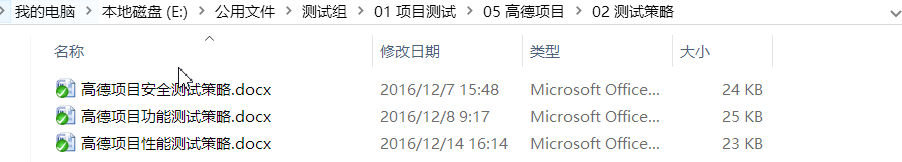 我的电脑 > 本地磁盘 (E:) > 公用文件 > 测试组 > 01 项目测试 > 05 高德项目 > 02 测试策略
名称 修改日期 类型 大小
高德项目安全测试策略.docx 2016/12/7 15:48 Microsoft Office... 24 KB
高德项目功能测试策略.docx 2016/12/8 9:17 Microsoft Office... 25 KB
高德项目性能测试策略.docx 2016/12/14 16:14 Microsoft Office... 23 KB